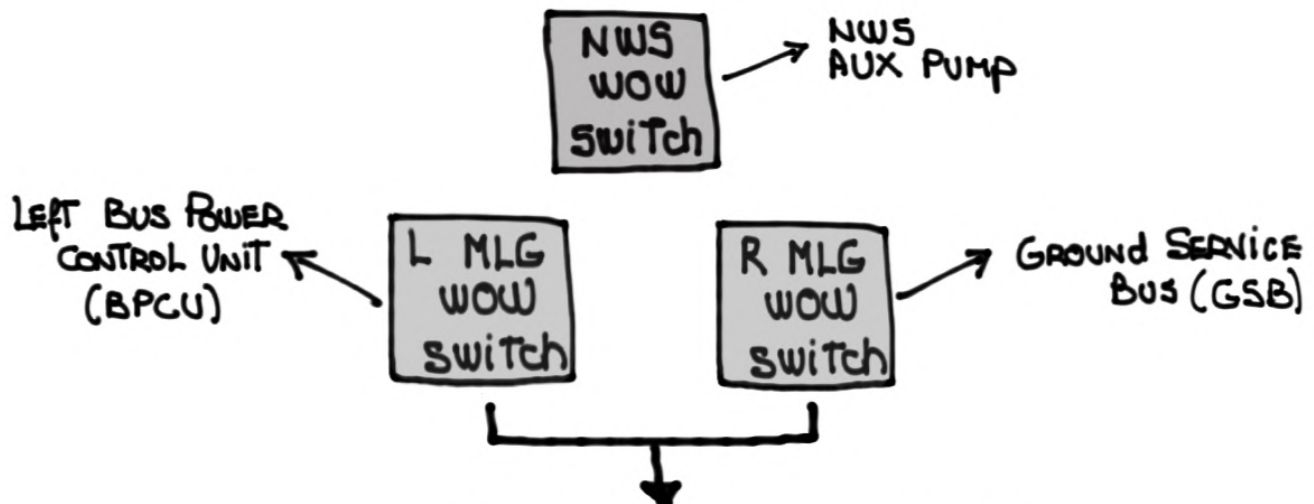 NWS
WOW
SWITCH
NWS
AUX PUMP
LEFT BUS POWER
CONTROL UNIT
(BPCU)
L MLG
WOW
SWITCH
R MLG
WOW
SWITCH
GROUND SERVICE
BUS (GSB)